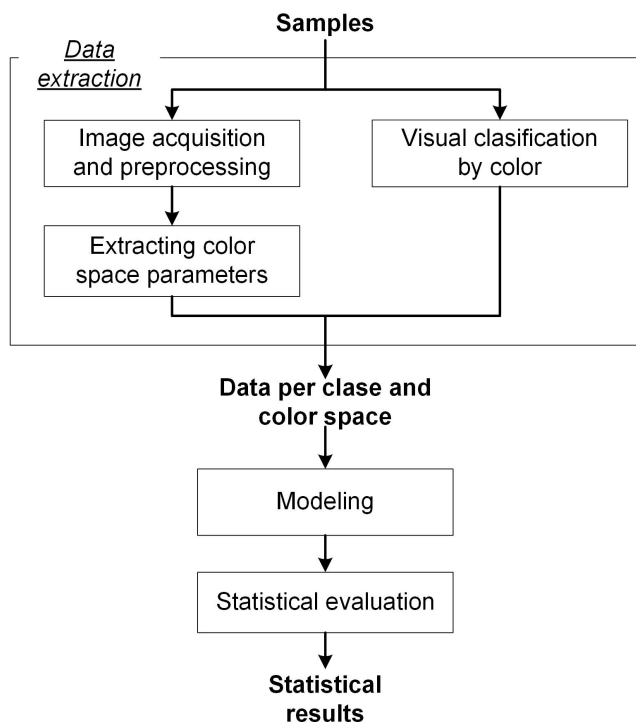 Samples
Data
extraction
Image acquisition
and preprocessing
Visual clasification
by color
Extracting color
space parameters
Data per clase and
color space
Modeling
Statistical evaluation
Statistical
results